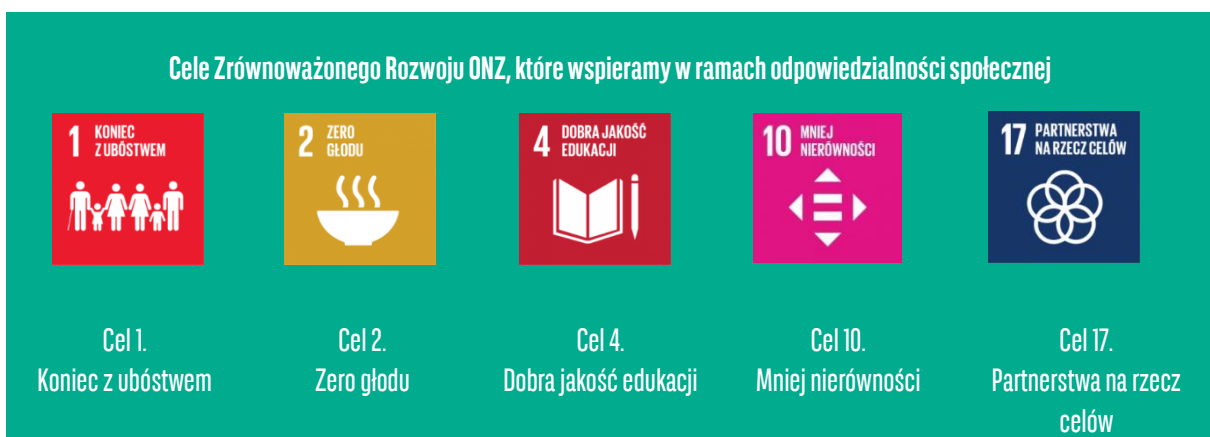 Cele Zrównoważonego Rozwoju ONZ, które wspieramy w ramach odpowiedzialności społecznej
1 KONIEC
Z UBÓSTWEM
2 ZERO
GŁODU
4 DOBRA JAKOŚĆ
EDUKACJI
10 MNIEJ
NIERÓWNOŚCI
17 PARTNERSTWA
NA RZECZ CELÓW
Cel 1.
Koniec z ubóstwem
Cel 2.
Zero głodu
Cel 4.
Dobra jakość edukacji
Cel 10.
Mniej nierówności
Cel 17.
Partnerstwa na rzecz
celów